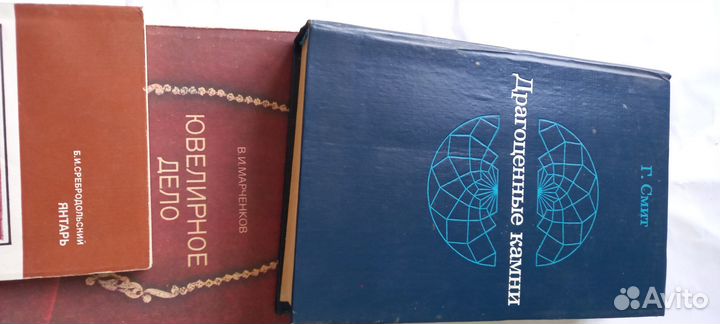 Б.И.СРЕБРОДОЛЬСКИЙ
ЯНТАРЬ
В.И.МАРЧЕНКОВ
ЮВЕЛИРНОЕ
ДЕЛО
Г. Смит
Драгоценные камни
Avito